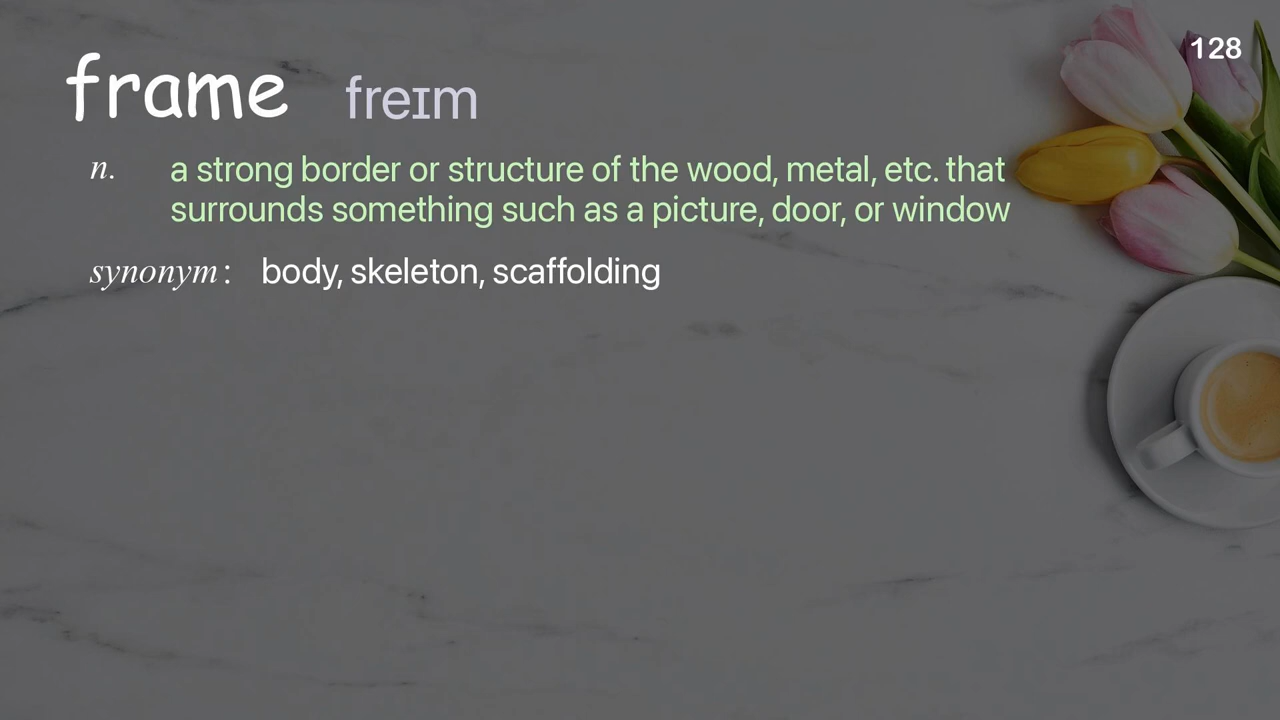 128
frame freɪm
n. a strong border or structure of the wood, metal, etc. that
surrounds something such as a picture, door, or window
synonym: body, skeleton, scaffolding